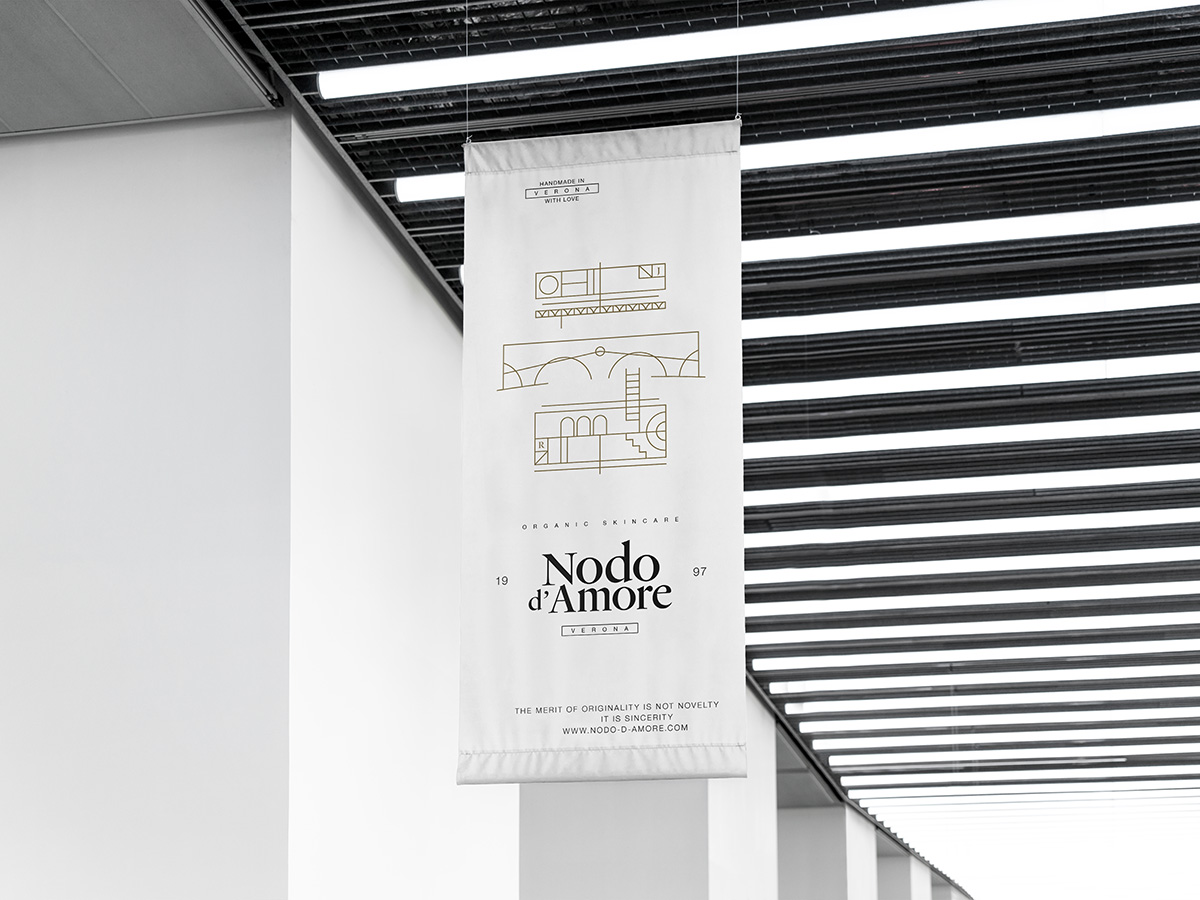 HANDMADE IN
VERONA
WITH LOVE
J
R
ORGANIC SKINCARE
19
Nodo
d'Amore
97
VERONA
THE MERIT OF ORIGINALITY IS NOT NOVELTY
IT IS SINCERITY
WWW.NODO-D-AMORE.COM